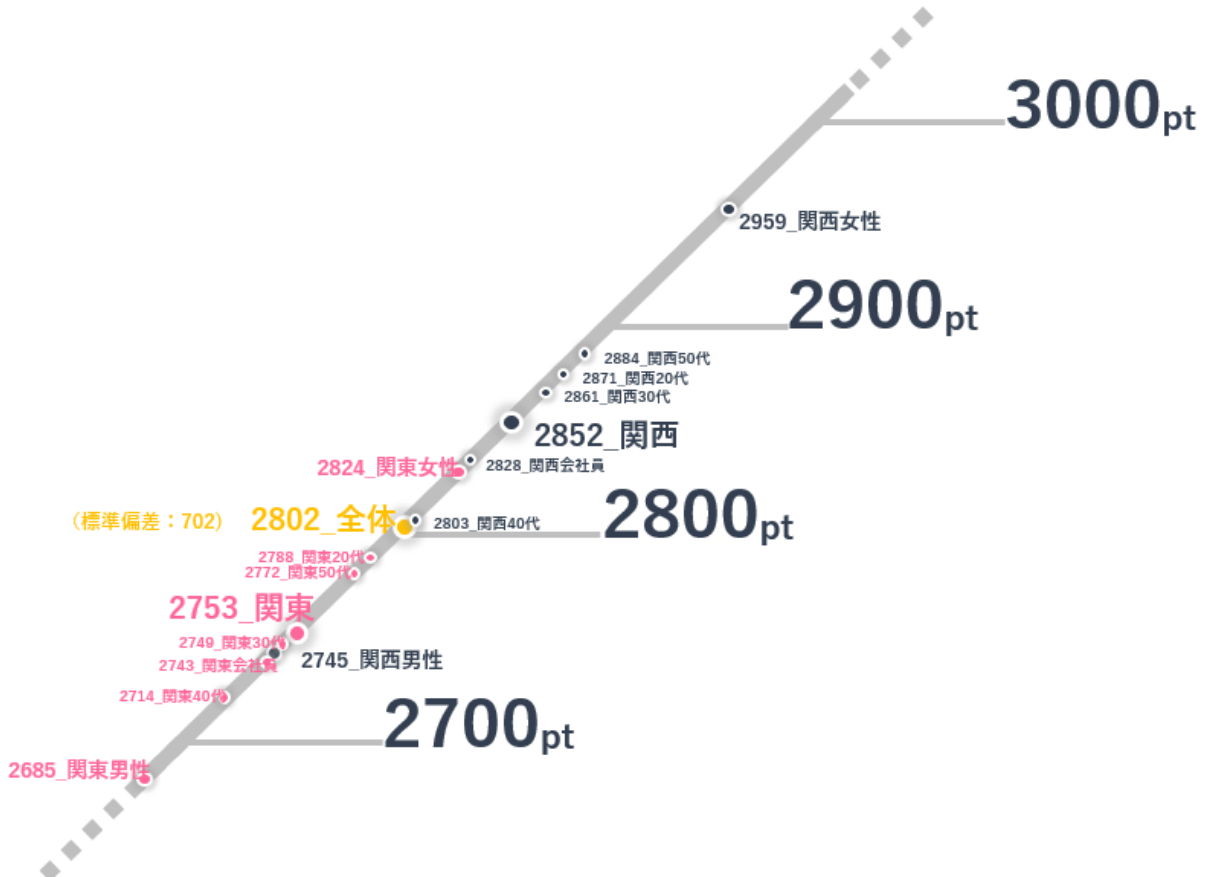 3000pt
2959_関西女性
2900pt
2884_関西50代
2871_関西20代
2861_関西30代
2852_関西
2824_関東女性
2828_関西会社員
2800pt
(標準偏差：702)
2802_全体
2803_関西40代
2788_関東20代
2772_関東50代
2753_関東
2749_関東30代
2745_関西男性
2743_関東会社員
2714_関東40代
2700pt
2685_関東男性